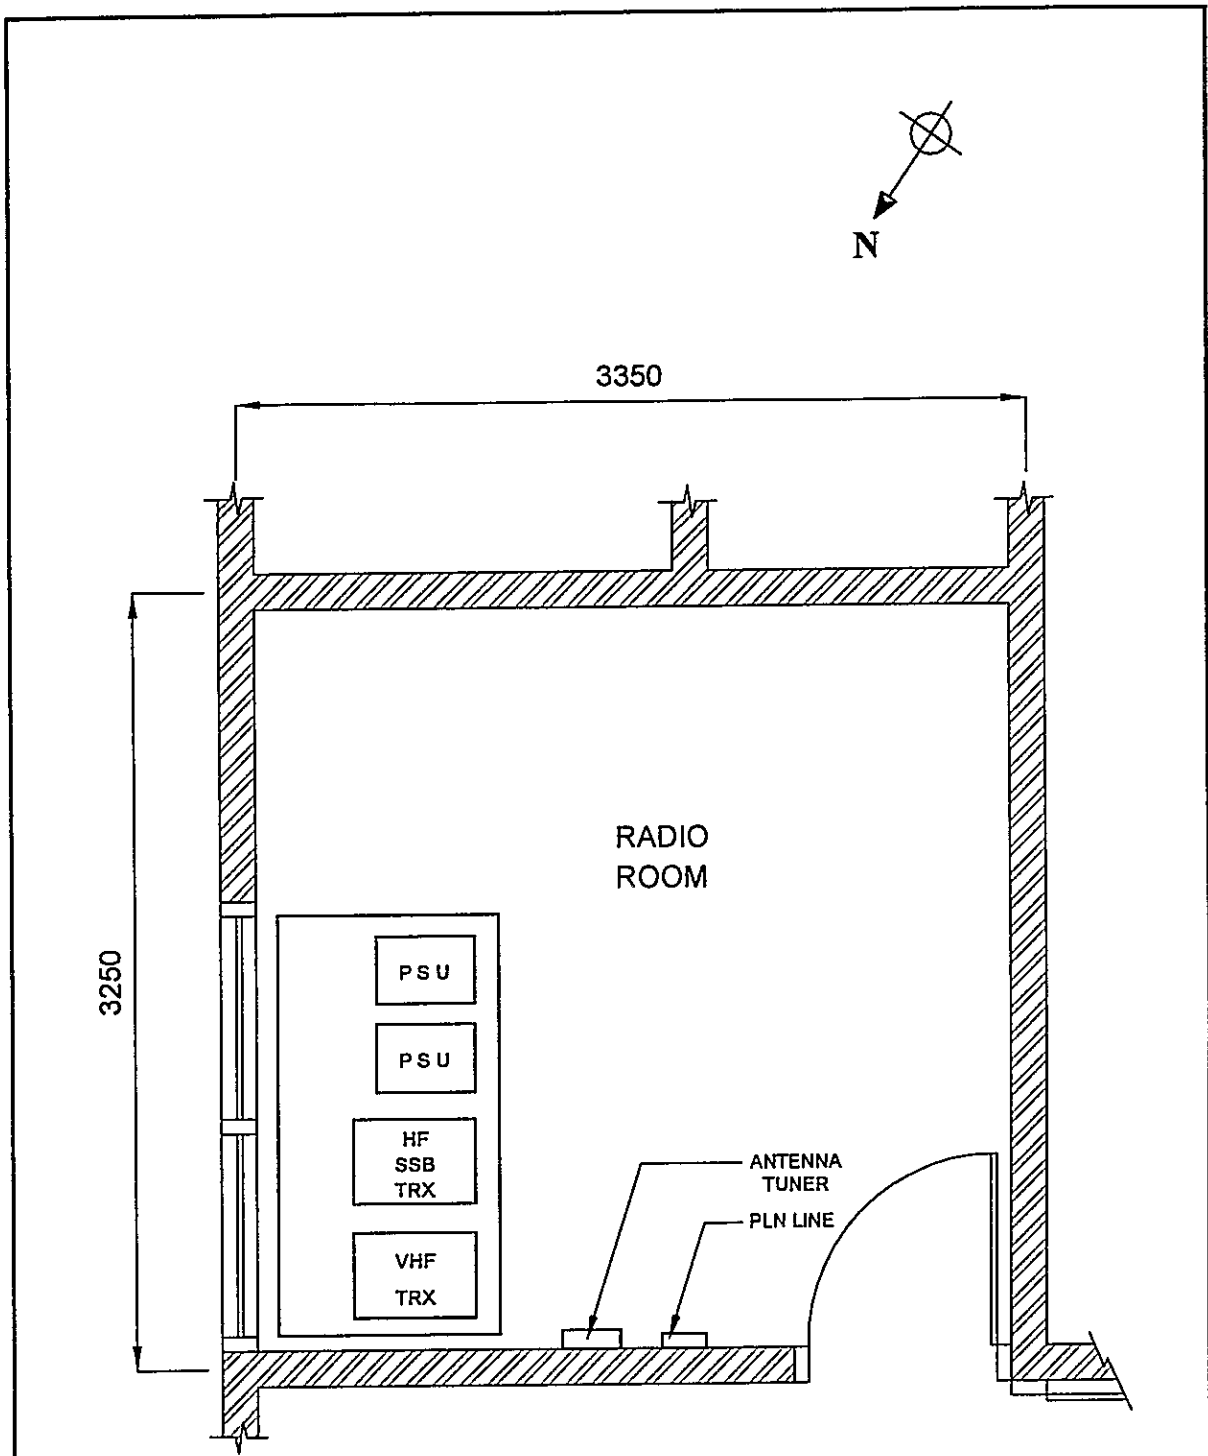 N
3350
3250
RADIO
ROOM
PSU
PSU
HF
SSB
TRX
VHF
TRX
ANTENNA
TUNER
PLN LINE